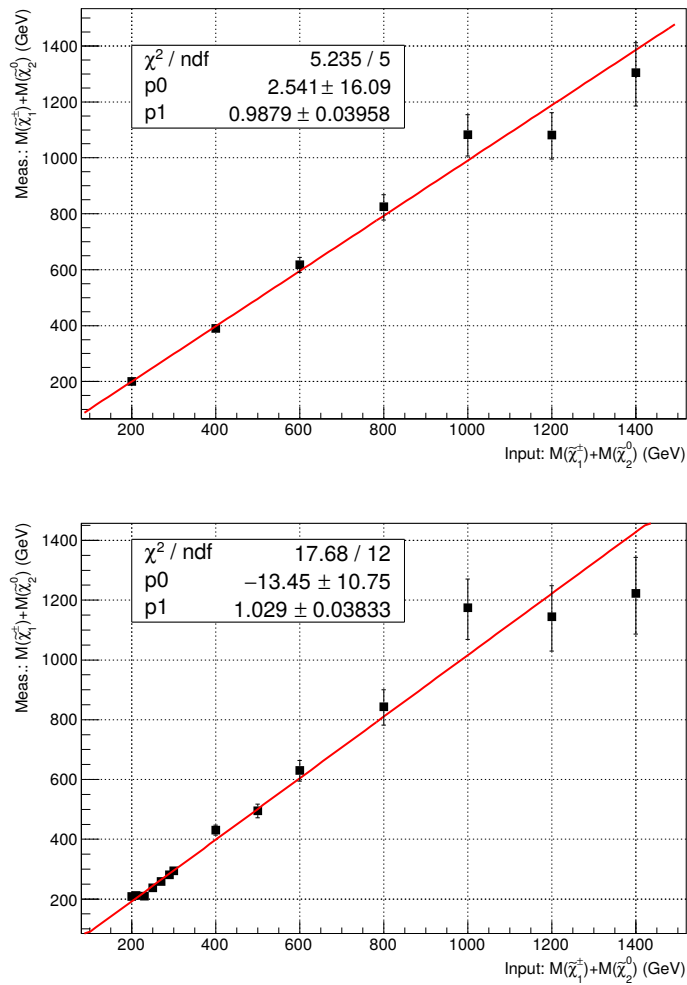 Meas.: M(χ̃₁±)+M(χ̃₂⁰) (GeV)
1400
1200
1000
800
600
400
200
χ² / ndf 5.235 / 5
p0 2.541 ± 16.09
p1 0.9879 ± 0.03958
200 400 600 800 1000 1200 1400
Input: M(χ̃₁±)+M(χ̃₂⁰) (GeV)
Meas.: M(χ̃₁±)+M(χ̃₂⁰) (GeV)
1400
1200
1000
800
600
400
200
χ² / ndf 17.68 / 12
p0 −13.45 ± 10.75
p1 1.029 ± 0.03833
200 400 600 800 1000 1200 1400
Input: M(χ̃₁±)+M(χ̃₂⁰) (GeV)